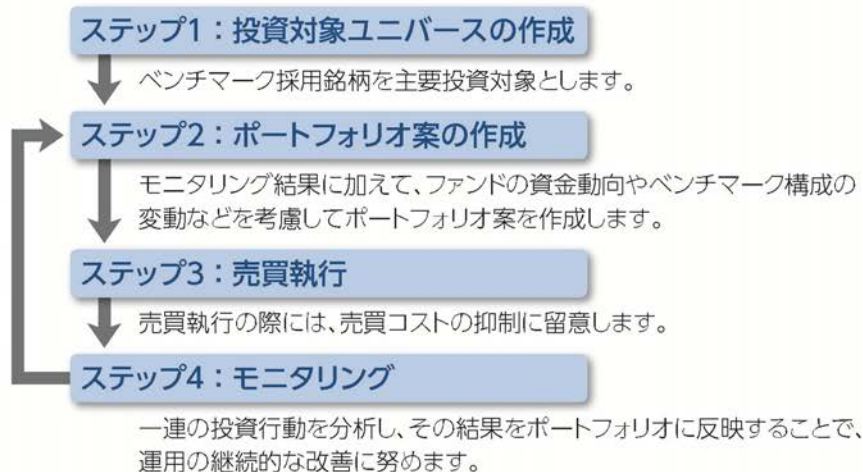 ステップ1：投資対象ユニバースの作成
ベンチマーク採用銘柄を主要投資対象とします。
ステップ2：ポートフォリオ案の作成
モニタリング結果に加えて、ファンドの資金動向やベンチマーク構成の
変動などを考慮してポートフォリオ案を作成します。
ステップ3：売買執行
売買執行の際には、売買コストの抑制に留意します。
ステップ4：モニタリング
一連の投資行動を分析し、その結果をポートフォリオに反映することで、
運用の継続的な改善に努めます。